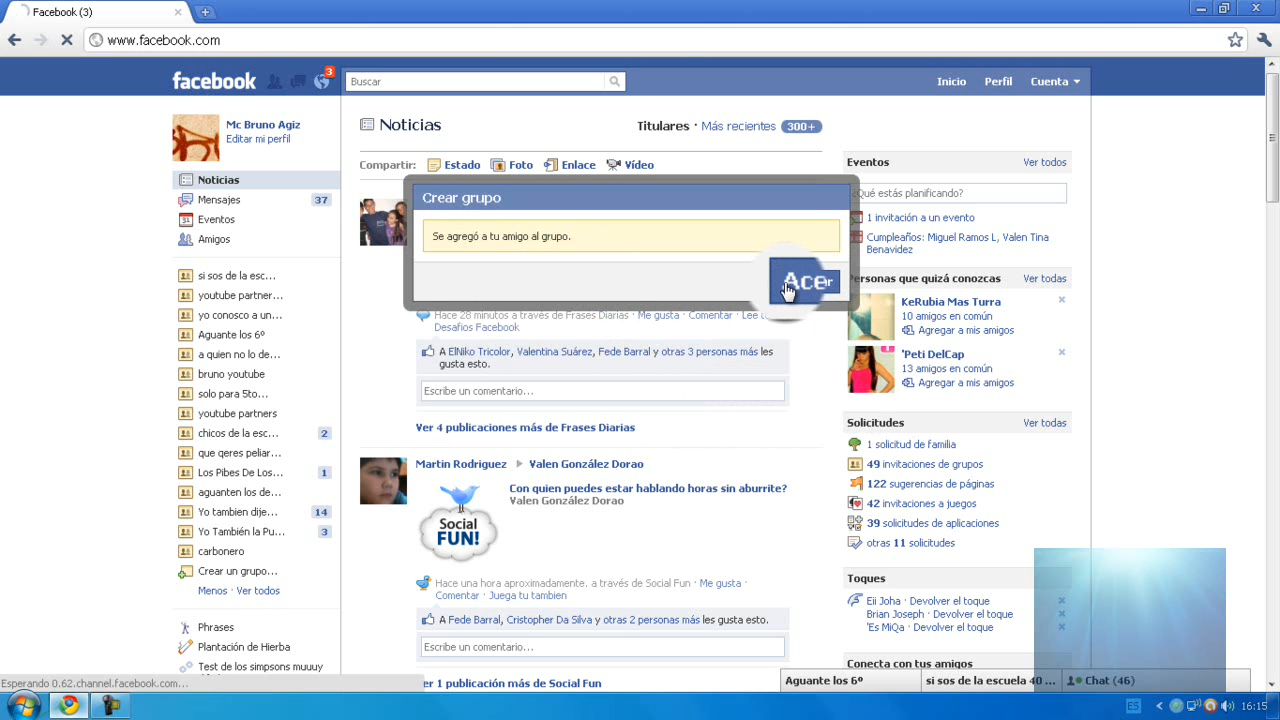 Facebook (3)
www.facebook.com
facebook
3
Buscar
Inicio Perfil Cuenta
Mc Bruno Agiz
Editar mi perfil
Noticias
Mensajes 37
Eventos
Amigos
si sos de la esc...
youtube partner...
yo conosco a un...
Aguante los 6º
a quien no lo de...
bruno youtube
solo para 5to...
youtube partners
chicos de la esc... 2
que qeres peliar...
Los Pibes De Los... 1
aguanten los de...
Yo tambien dije... 14
Yo También la Pu... 3
carbonero
Crear un grupo...
Menos · Ver todos
Phrases
Plantación de Hierba
Test de los simpsons muuuy
Noticias
Titulares · Más recientes 300+
Compartir: Estado Foto Enlace Vídeo
Crear grupo
Se agregó a tu amigo al grupo.
Hace 28 minutos a través de Frases Diarias · Me gusta · Comentar ·
Desafios Facebook
A ElNiko Tricolor, Valentina Suárez, Fede Barral y otras 3 personas más les
gusta esto.
Escribe un comentario...
Ver 4 publicaciones más de Frases Diarias
Martin Rodriguez Valen González Dorao
Con quien puedes estar hablando horas sin aburrite?
Valen González Dorao
Social
FUN!
Hace una hora aproximadamente. a través de Social Fun · Me gusta ·
Comentar · Juega tu tambien
A Fede Barral, Cristopher Da Silva y otras 2 personas más les gusta esto.
Escribe un comentario...
er 1 publicación más de Social Fun
Eventos Ver todos
¿Qué estás planificando?
1 invitación a un evento
Cumpleaños: Miguel Ramos L, Valen Tina
Benavidez
ersonas que quizá conozcas Ver todas
KeRubia Mas Turra
10 amigos en común
Agregar a mis amigos
'Peti DelCap
13 amigos en común
Agregar a mis amigos
Solicitudes Ver todas
1 solicitud de familia
49 invitaciones de grupos
122 sugerencias de páginas
42 invitaciones a juegos
39 solicitudes de aplicaciones
otras 11 solicitudes
Toques
Eii Joha · Devolver el toque
Brian Joseph · Devolver el toque
'Es MiQa · Devolver el toque
Conecta con tus amigos
Aguante los 6º
si sos de la escuela 40 ...
Chat (46)
Esperando 0.62.channel.facebook.com...
ES
16:15